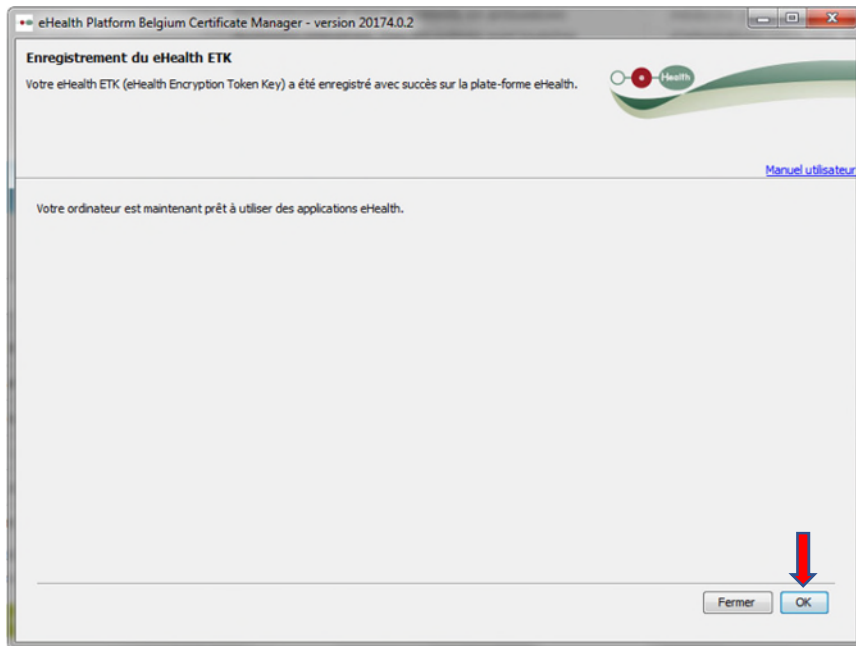 eHealth Platform Belgium Certificate Manager - version 20174.0.2
Enregistrement du eHealth ETK
Votre eHealth ETK (eHealth Encryption Token Key) a été enregistré avec succès sur la plate-forme eHealth.
Health
Manuel utilisateur
Votre ordinateur est maintenant prêt à utiliser des applications eHealth.
Fermer
OK